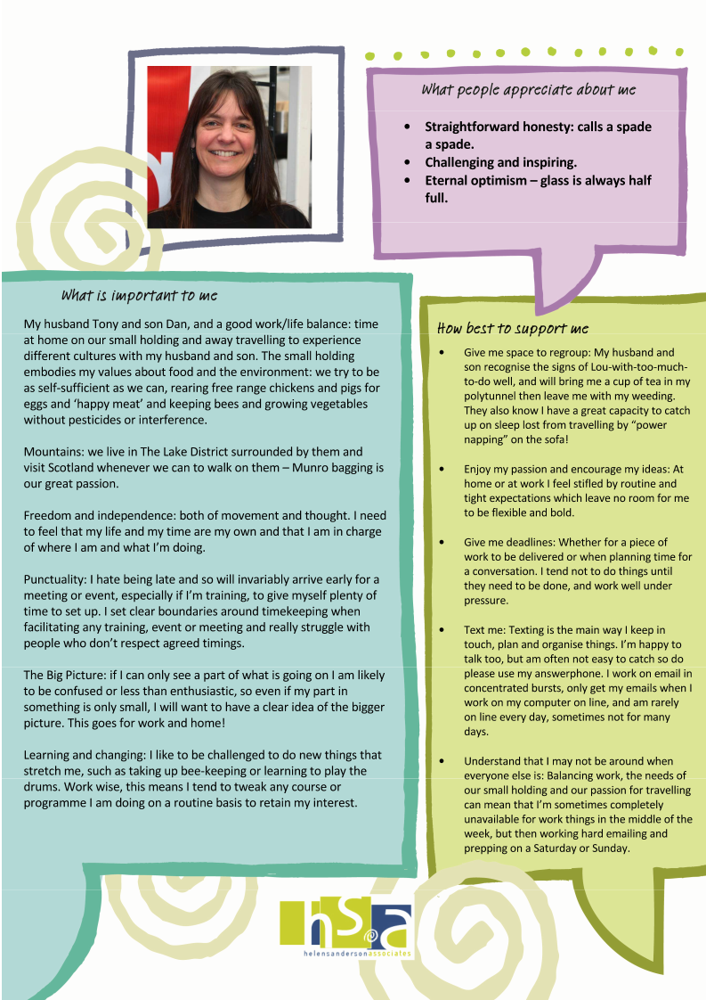 What people appreciate about me
• Straightforward honesty: calls a spade
a spade.
• Challenging and inspiring.
• Eternal optimism – glass is always half
full.
What is important to me
My husband Tony and son Dan, and a good work/life balance: time
at home on our small holding and away travelling to experience
different cultures with my husband and son. The small holding
embodies my values about food and the environment: we try to be
as self-sufficient as we can, rearing free range chickens and pigs for
eggs and ‘happy meat’ and keeping bees and growing vegetables
without pesticides or interference.
Mountains: we live in The Lake District surrounded by them and
visit Scotland whenever we can to walk on them – Munro bagging is
our great passion.
Freedom and independence: both of movement and thought. I need
to feel that my life and my time are my own and that I am in charge
of where I am and what I’m doing.
Punctuality: I hate being late and so will invariably arrive early for a
meeting or event, especially if I’m training, to give myself plenty of
time to set up. I set clear boundaries around timekeeping when
facilitating any training, event or meeting and really struggle with
people who don’t respect agreed timings.
The Big Picture: if I can only see a part of what is going on I am likely
to be confused or less than enthusiastic, so even if my part in
something is only small, I will want to have a clear idea of the bigger
picture. This goes for work and home!
Learning and changing: I like to be challenged to do new things that
stretch me, such as taking up bee-keeping or learning to play the
drums. Work wise, this means I tend to tweak any course or
programme I am doing on a routine basis to retain my interest.
How best to support me
• Give me space to regroup: My husband and
son recognise the signs of Lou-with-too-much-
to-do well, and will bring me a cup of tea in my
polytunnel then leave me with my weeding.
They also know I have a great capacity to catch
up on sleep lost from travelling by “power
napping” on the sofa!
• Enjoy my passion and encourage my ideas: At
home or at work I feel stifled by routine and
tight expectations which leave no room for me
to be flexible and bold.
• Give me deadlines: Whether for a piece of
work to be delivered or when planning time for
a conversation. I tend not to do things until
they need to be done, and work well under
pressure.
• Text me: Texting is the main way I keep in
touch, plan and organise things. I’m happy to
talk too, but am often not easy to catch so do
please use my answerphone. I work on email in
concentrated bursts, only get my emails when I
work on my computer on line, and am rarely
on line every day, sometimes not for many
days.
• Understand that I may not be around when
everyone else is: Balancing work, the needs of
our small holding and our passion for travelling
can mean that I’m sometimes completely
unavailable for work things in the middle of the
week, but then working hard emailing and
prepping on a Saturday or Sunday.
hsa
helensandersonassociates